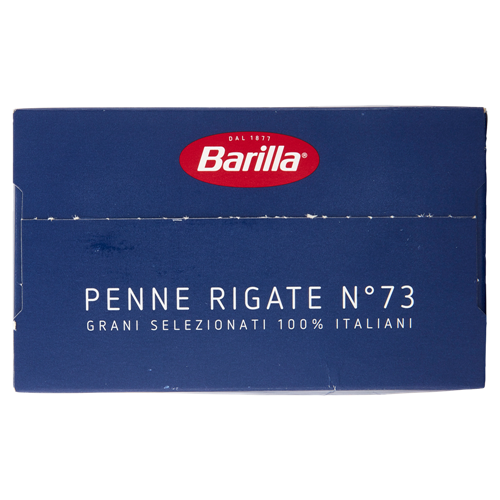 DAL 1877
Barilla®
PENNE RIGATE N°73
GRANI SELEZIONATI 100% ITALIANI